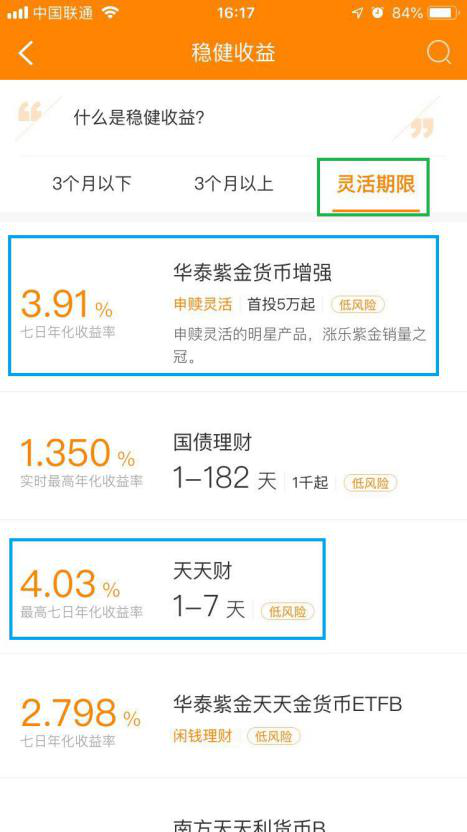 中国联通 16:17 84%
稳健收益
什么是稳健收益?
3个月以下 3个月以上 灵活期限
华泰紫金货币增强
3.91 % 申赎灵活 首投5万起 低风险
七日年化收益率 申赎灵活的明星产品，涨乐紫金销量之
冠。
国债理财
1.350 % 1-182 天 1千起 低风险
实时最高年化收益率
天天财
4.03 % 1-7 天 低风险
最高七日年化收益率
华泰紫金天天金货币ETFB
2.798 % 闲钱理财 低风险
七日年化收益率
南方天天利货币B